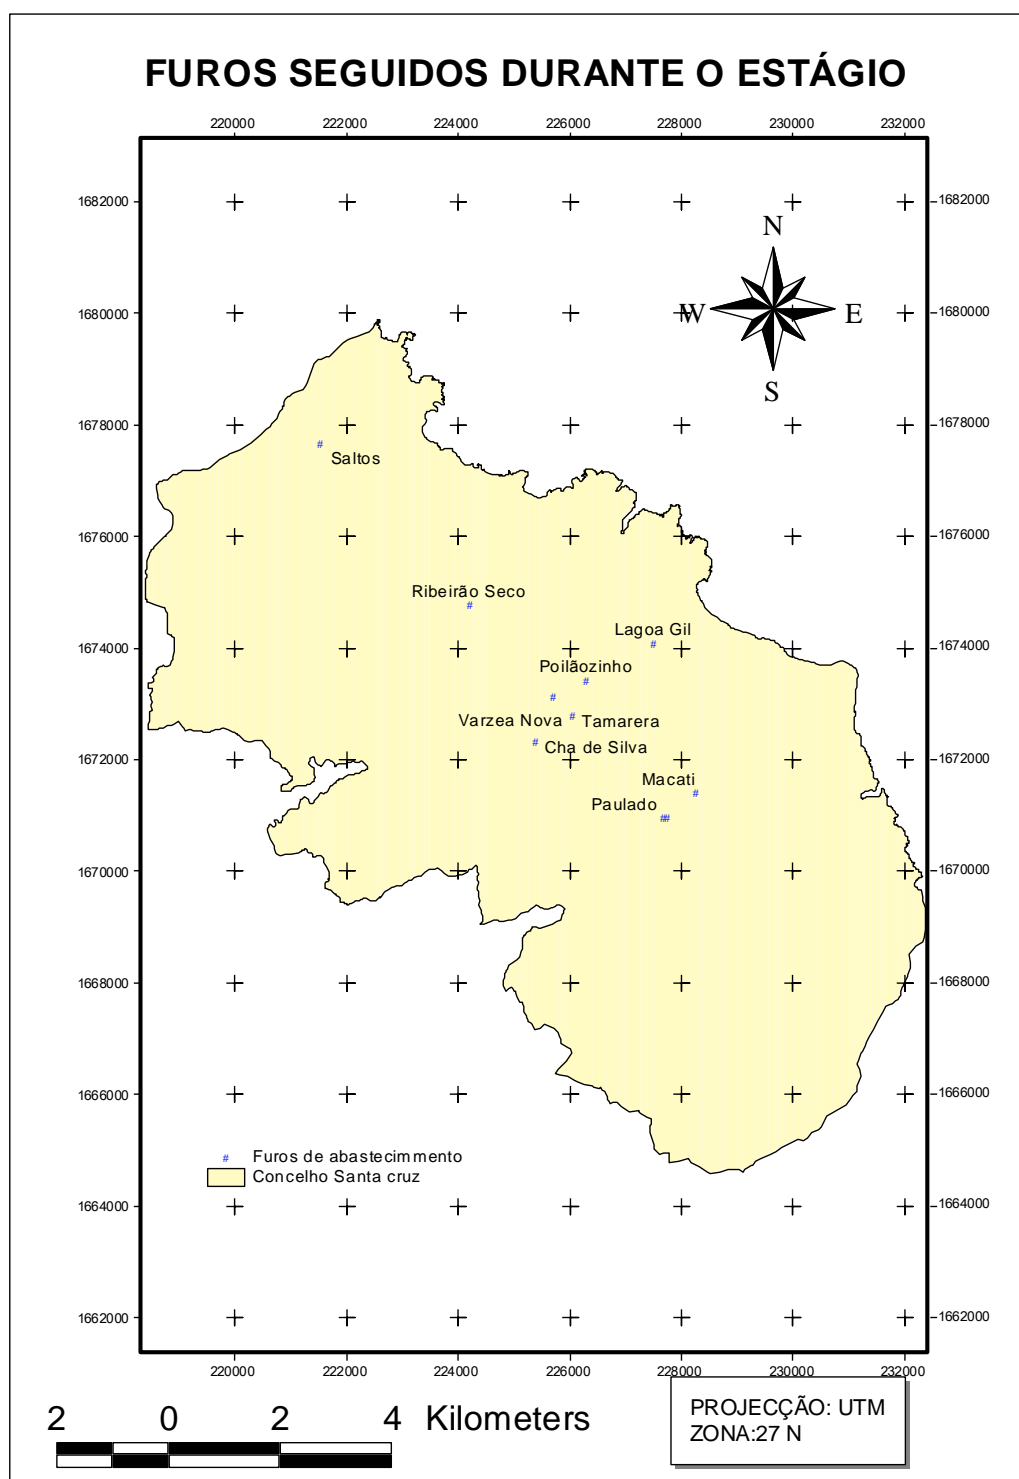 FUROS SEGUIDOS DURANTE O ESTÁGIO
220000 222000 224000 226000 228000 230000 232000
1682000 1682000
N
1680000 W E 1680000
S
1678000 1678000
Saltos
1676000 1676000
Ribeirão Seco
Lagoa Gil
1674000 1674000
Poilãozinho
Varzea Nova Tamarera
Cha de Silva
1672000 1672000
Macati
Paulado
1670000 1670000
1668000 1668000
1666000 1666000
# Furos de abastecimmento
Concelho Santa cruz
1664000 1664000
1662000 1662000
220000 222000 224000 226000 228000 230000 232000
2 0 2 4 Kilometers
PROJECÇÃO: UTM
ZONA:27 N